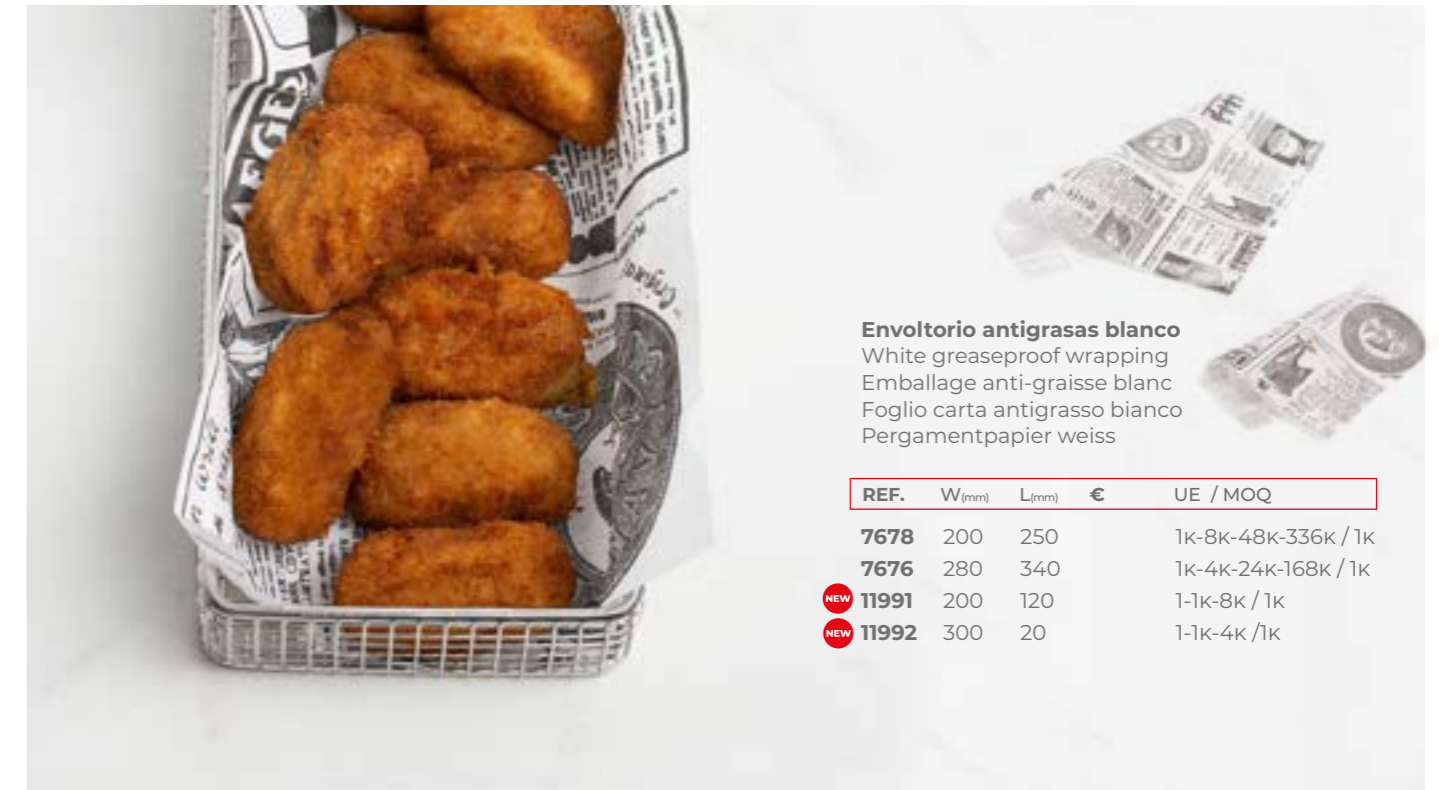 Envoltorio antigrasas blanco
White greaseproof wrapping
Emballage anti-graisse blanc
Foglio carta antigrasso bianco
Pergamentpapier weiss
REF. W(mm) L(mm) € UE / MOQ
7678 200 250 1K-8K-48K-336K / 1K
7676 280 340 1K-4K-24K-168K / 1K
NEW 11991 200 120 1-1K-8K / 1K
NEW 11992 300 20 1-1K-4K /1K